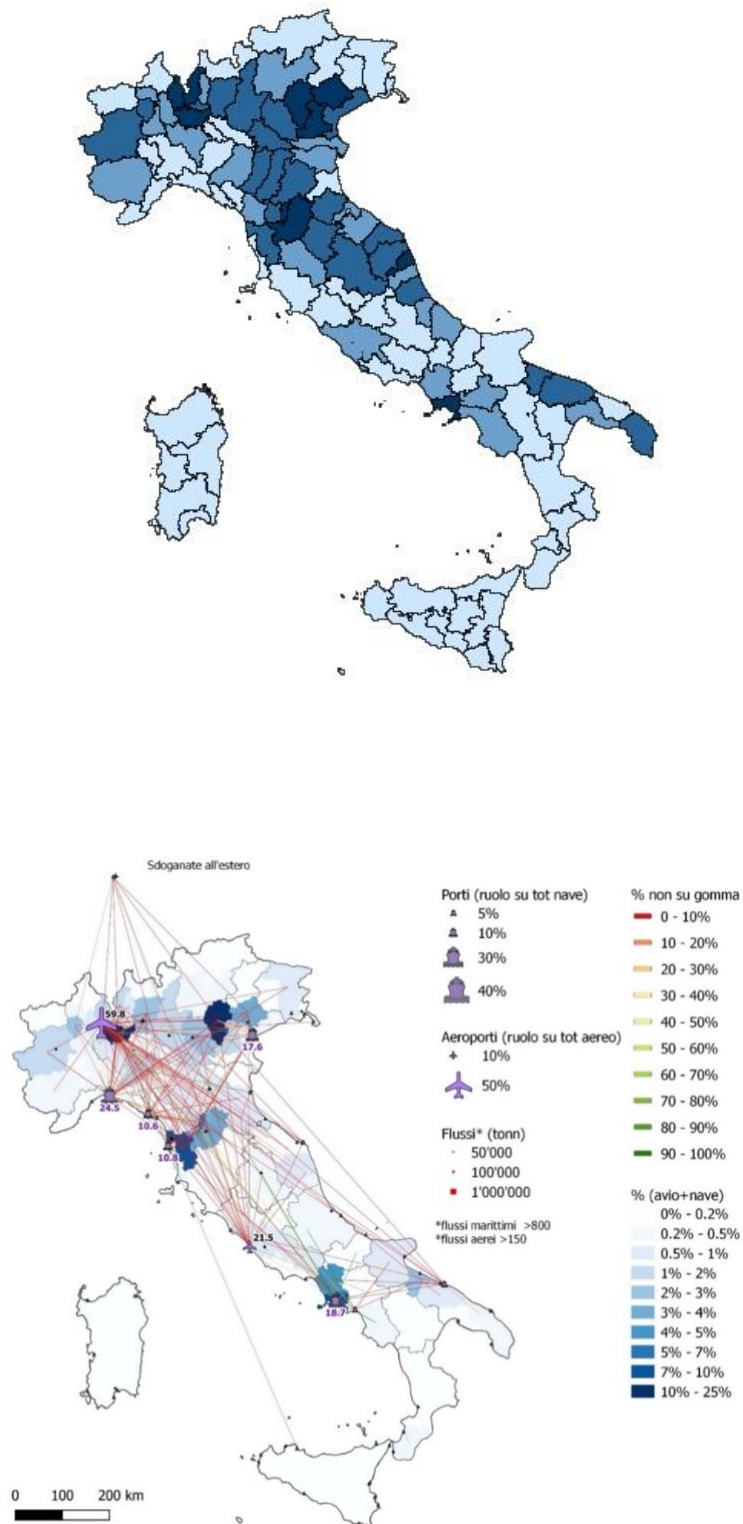 Sdoganate all'estero
59.8
17.6
24.5
10.6
10.8
21.5
18.7
0 100 200 km
Porti (ruolo su tot nave)
5%
10%
30%
40%
Aeroporti (ruolo su tot aereo)
10%
50%
Flussi* (tonn)
50'000
100'000
1'000'000
*flussi marittimi >800
*flussi aerei >150
% non su gomma
0 - 10%
10 - 20%
20 - 30%
30 - 40%
40 - 50%
50 - 60%
60 - 70%
70 - 80%
80 - 90%
90 - 100%
% (avio+nave)
0% - 0.2%
0.2% - 0.5%
0.5% - 1%
1% - 2%
2% - 3%
3% - 4%
4% - 5%
5% - 7%
7% - 10%
10% - 25%